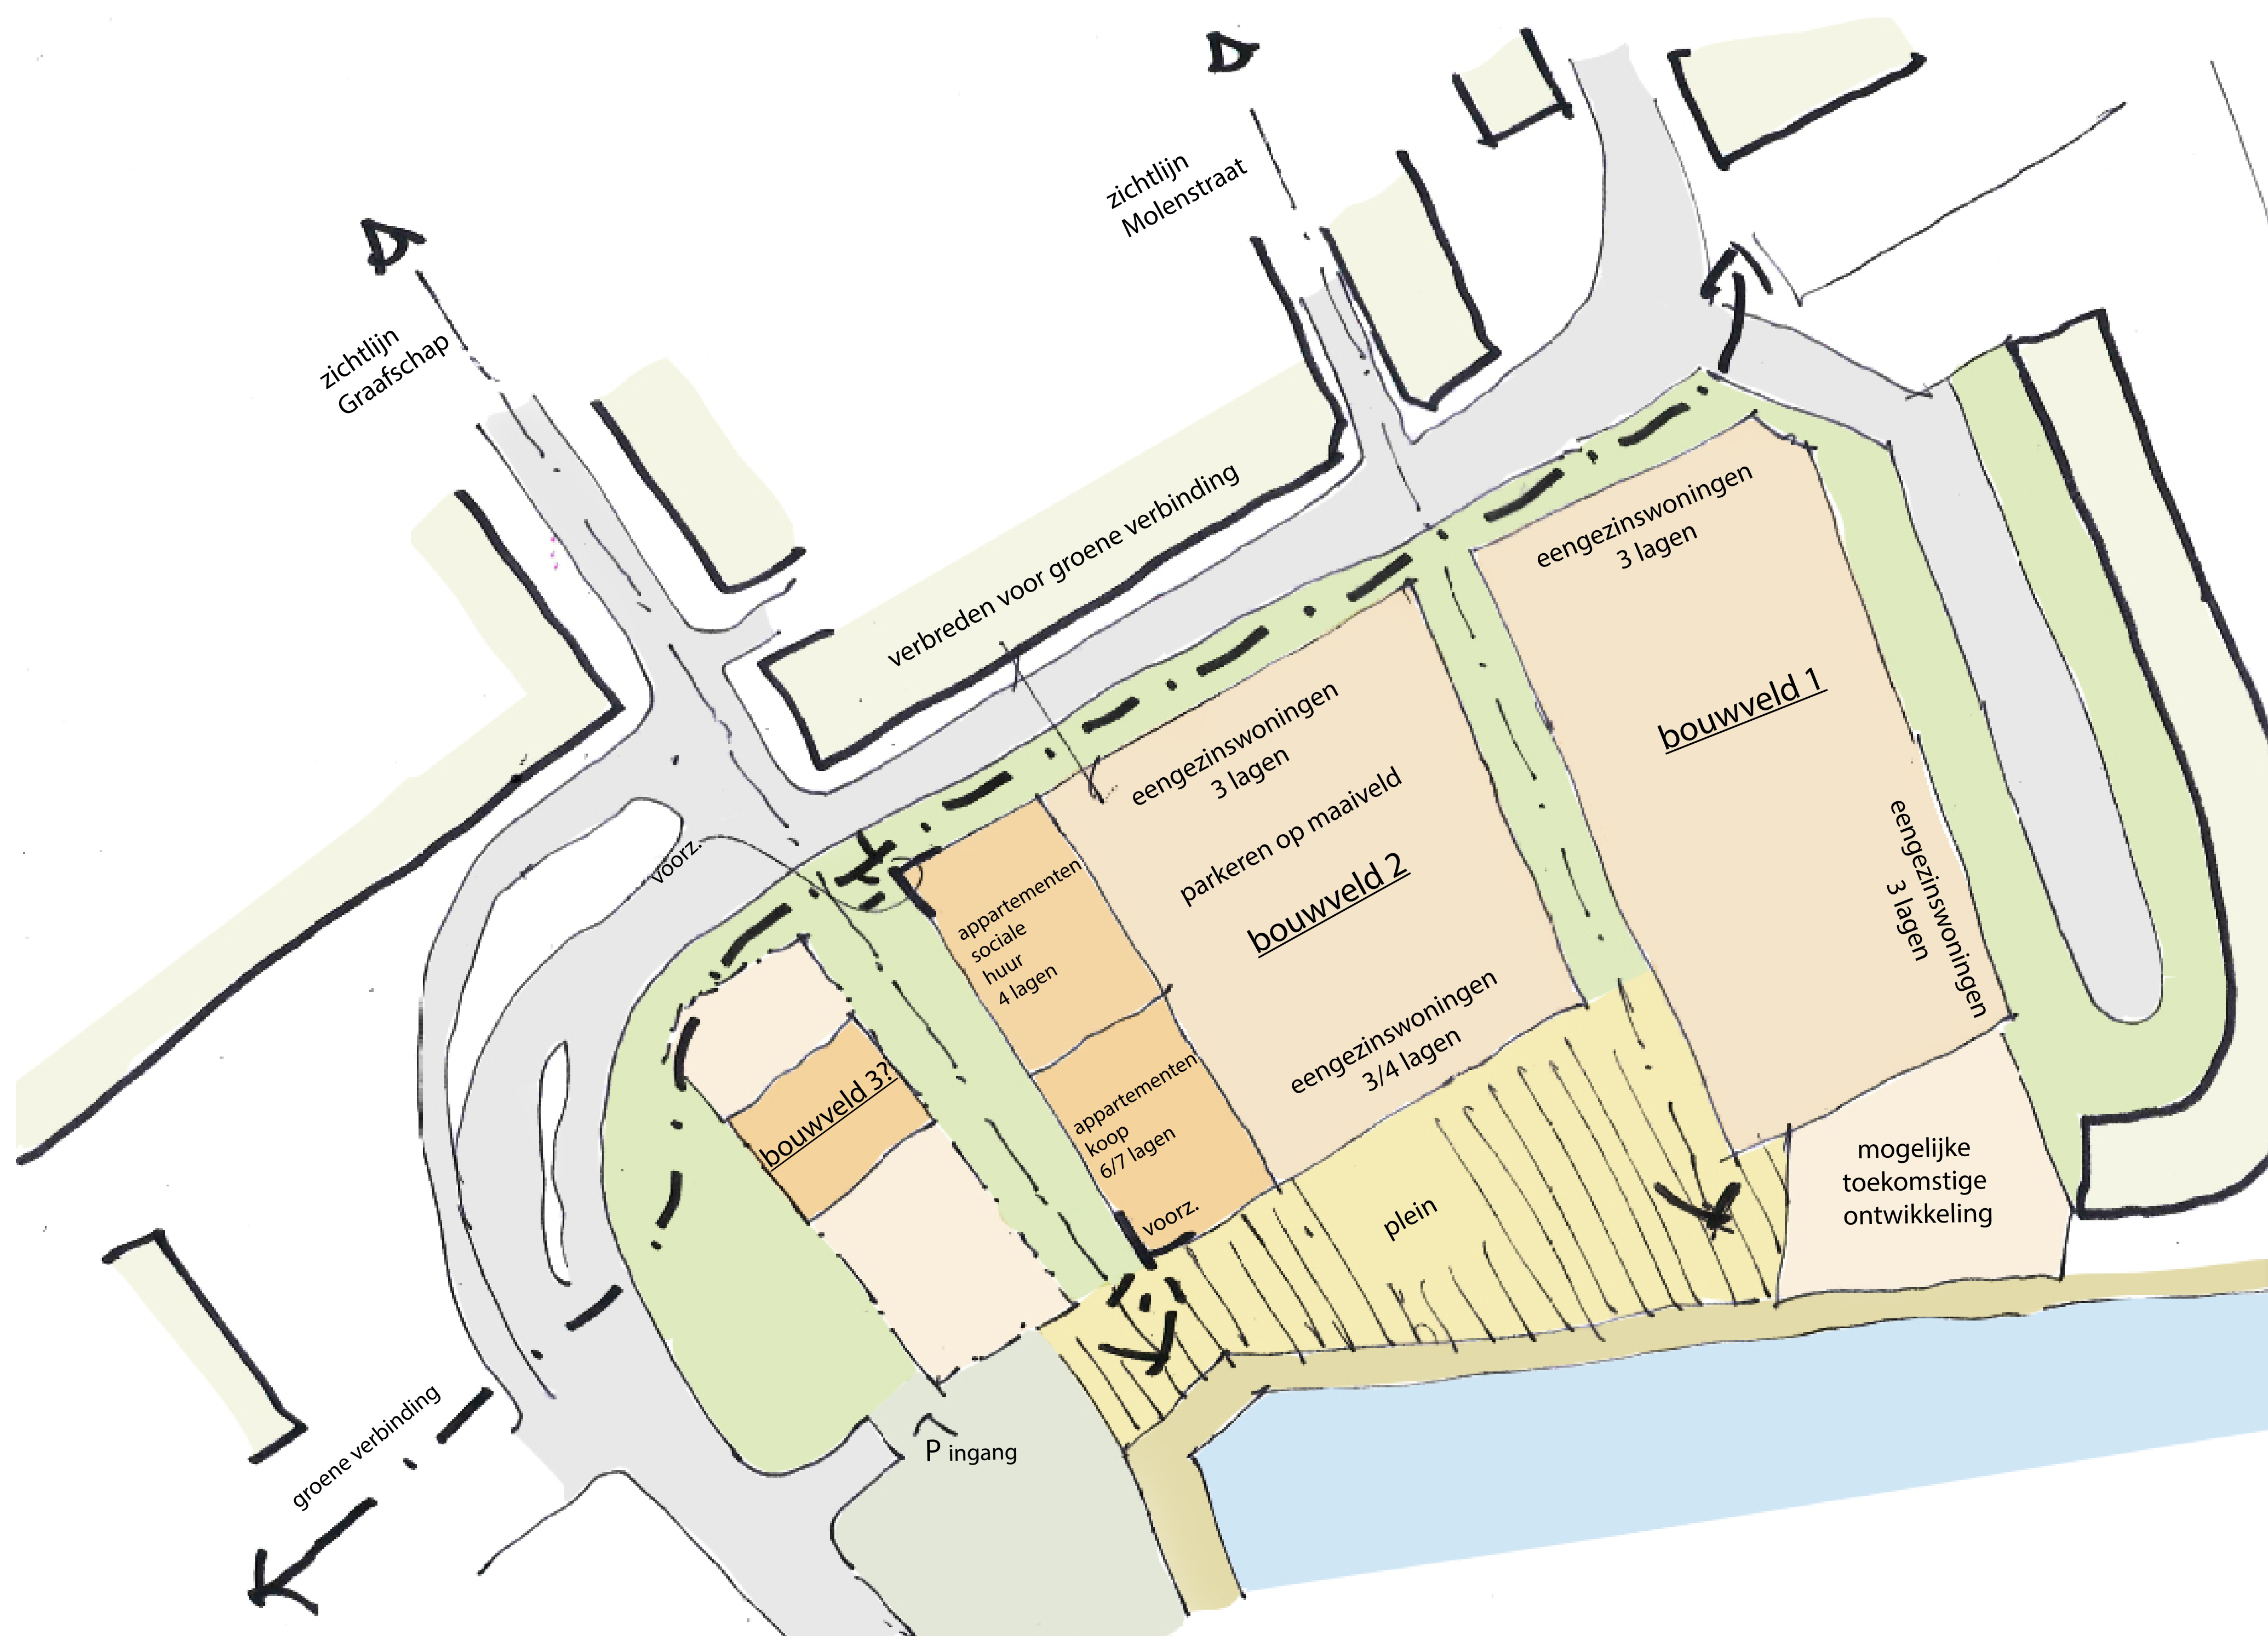 zichtlijn
Molenstraat
zichtlijn
Graafschap
verbreden voor groene verbinding
eengezinswoningen
3 lagen
bouwveld 1
eengezinswoningen
3 lagen
eengezinswoningen
3 lagen
parkeren op maaiveld
bouwveld 2
eengezinswoningen
3/4 lagen
voorz.
appartementen
sociale
huur
4 lagen
appartementen
koop
6/7 lagen
voorz.
bouwveld 3?
plein
mogelijke
toekomstige
ontwikkeling
groene verbinding
P ingang